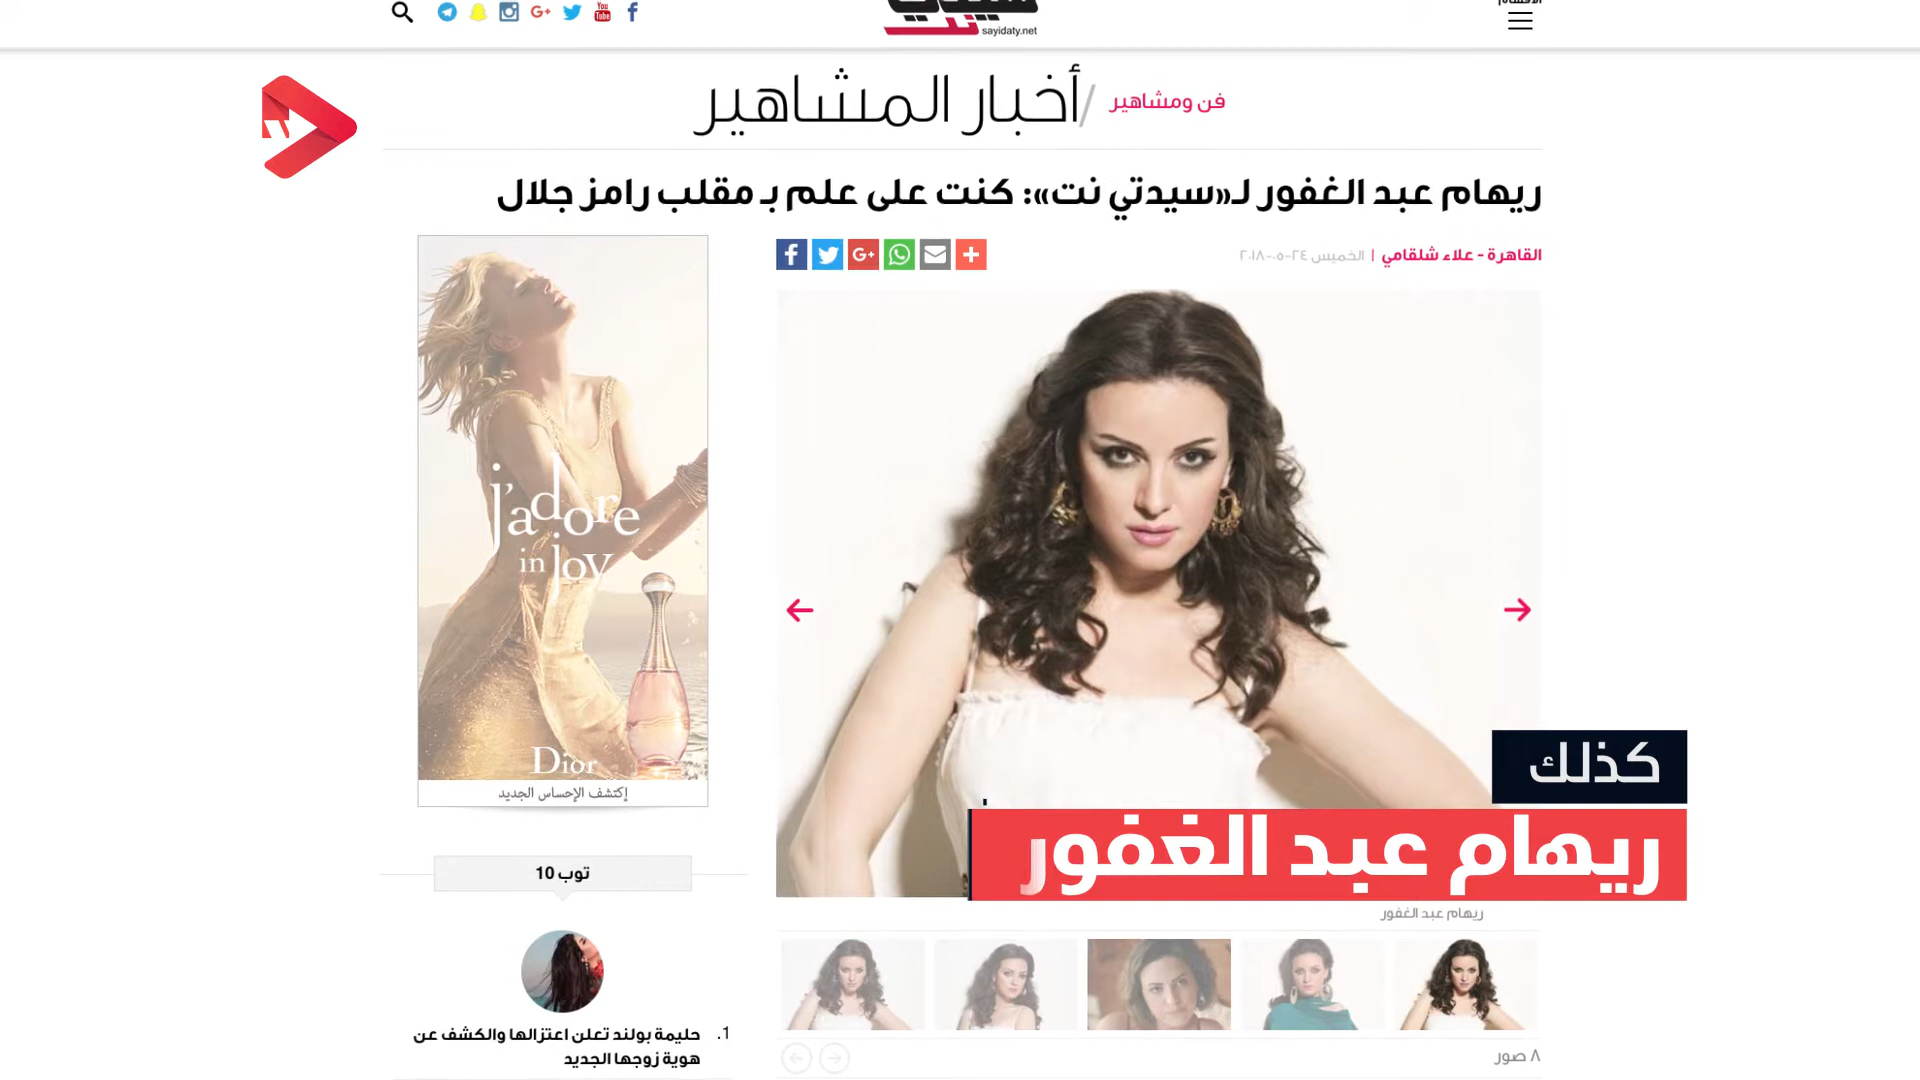 sayidaty.net
فن ومشاهير/أخبار المشاهير
ريهام عبد الغفور لـ«سيدتي نت»: كنت على علم بـ مقلب رامز جلال
القاهرة - علاء شلقامي | الخميس ٢٤-٠٥-٢٠١٨
j'adore
in joy
Dior
إكتشف الإحساس الجديد
كذلك
ريهام عبد الغفور
ريهام عبد الغفور
توب 10
1. حليمة بولند تعلن اعتزالها والكشف عن
هوية زوجها الجديد
٨ صور